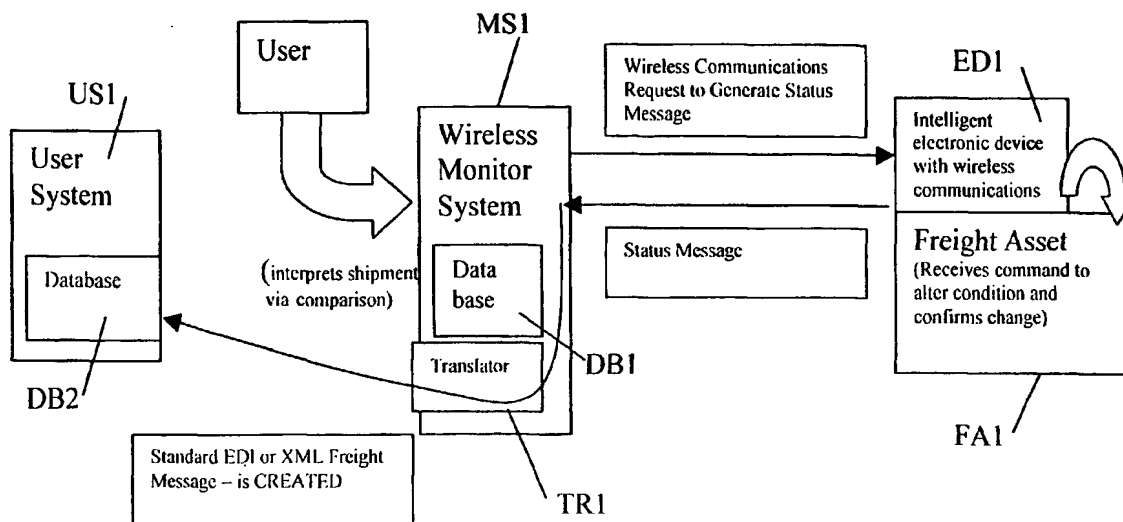 MS1
User
Wireless Communications
Request to Generate Status
Message
ED1
US1
User
System
Wireless
Monitor
System
Intelligent
electronic device
with wireless
communications
Database
(interprets shipment
via comparison)
Data
base
Status Message
Freight Asset
(Receives command to
alter condition and
confirms change)
Translator
DB1
DB2
FA1
Standard EDI or XML Freight
Message – is CREATED
TR1